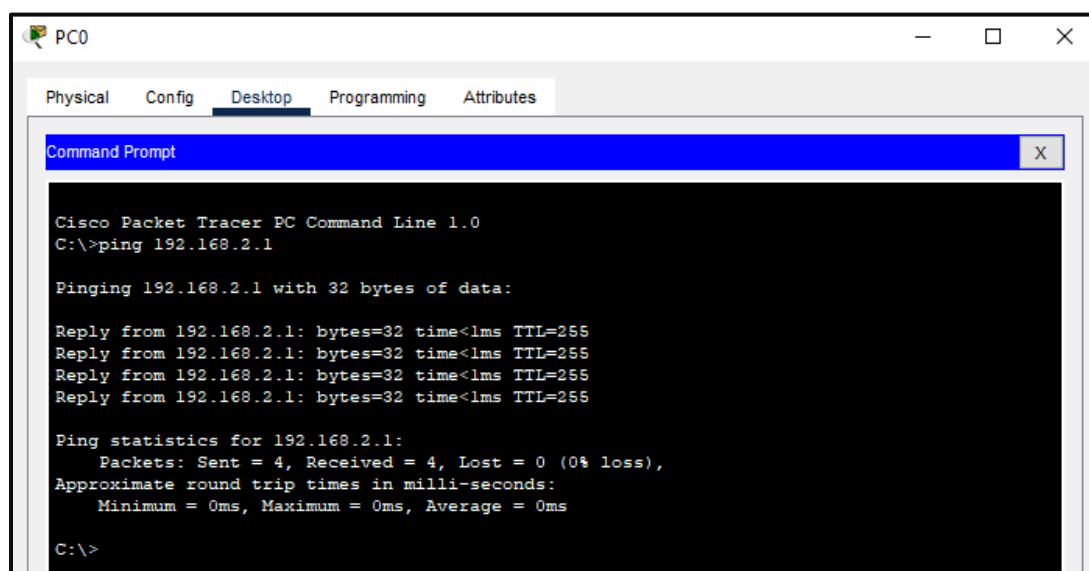 PC0
Physical Config Desktop Programming Attributes
Command Prompt X
Cisco Packet Tracer PC Command Line 1.0
C:\>ping 192.168.2.1
Pinging 192.168.2.1 with 32 bytes of data:
Reply from 192.168.2.1: bytes=32 time<1ms TTL=255
Reply from 192.168.2.1: bytes=32 time<1ms TTL=255
Reply from 192.168.2.1: bytes=32 time<1ms TTL=255
Reply from 192.168.2.1: bytes=32 time<1ms TTL=255
Ping statistics for 192.168.2.1:
    Packets: Sent = 4, Received = 4, Lost = 0 (0% loss),
Approximate round trip times in milli-seconds:
    Minimum = 0ms, Maximum = 0ms, Average = 0ms
C:\>